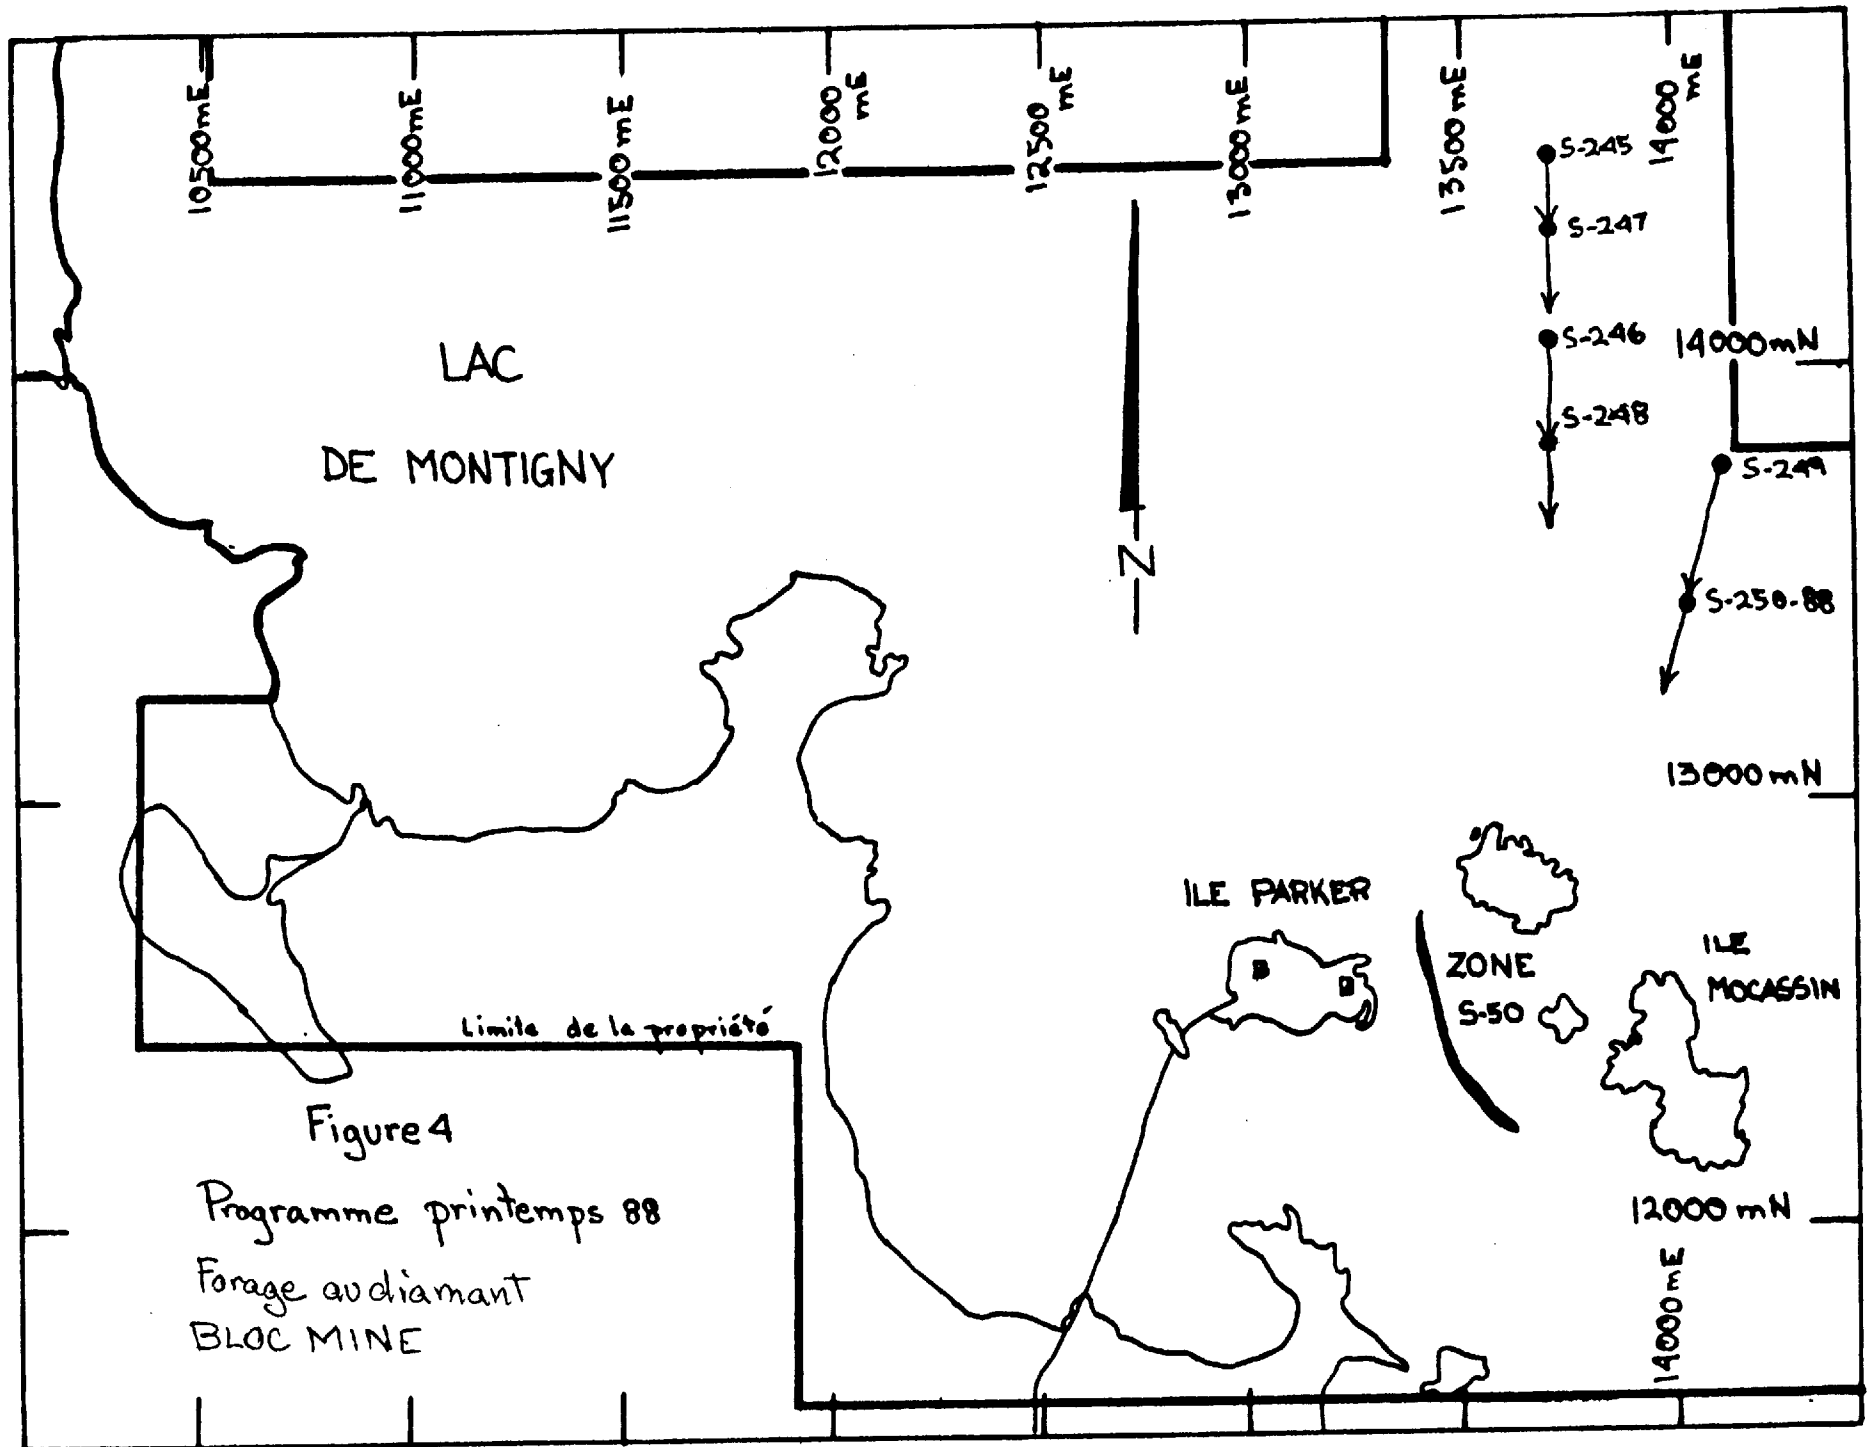 10500mE
11000mE
11500mE
12000
mE
12500
mE
13000mE
13500mE
14000
mE
S-245
S-247
S-246
14000mN
S-248
S-249
S-250-88
LAC
DE MONTIGNY
N
13000mN
ILE PARKER
ZONE
S-50
ILE
MOCASSIN
Limite de la propriété
12000 mN
14000mE
Figure 4
Programme printemps 88
Forage au diamant
BLOC MINE